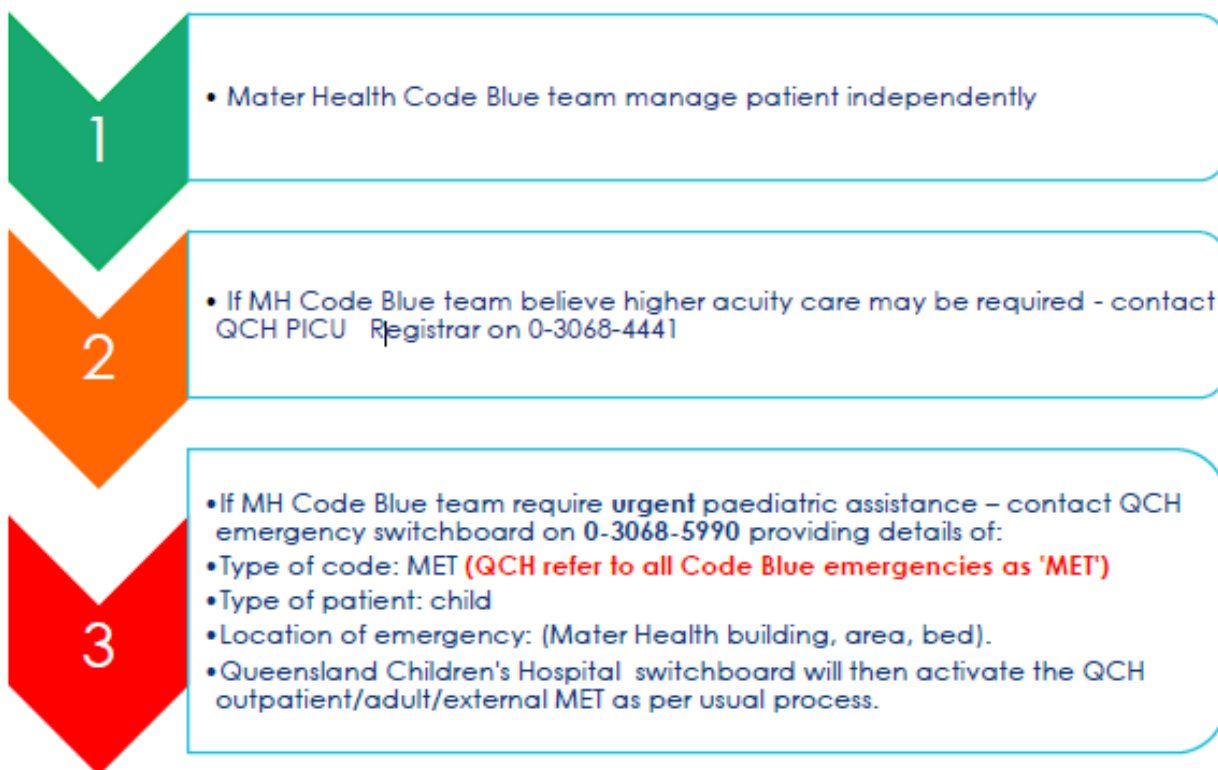 1
• Mater Health Code Blue team manage patient independently
2
• If MH Code Blue team believe higher acuity care may be required - contact
QCH PICU Registrar on 0-3068-4441
3
•If MH Code Blue team require urgent paediatric assistance – contact QCH
emergency switchboard on 0-3068-5990 providing details of:
•Type of code: MET (QCH refer to all Code Blue emergencies as 'MET')
•Type of patient: child
•Location of emergency: (Mater Health building, area, bed).
•Queensland Children's Hospital switchboard will then activate the QCH
outpatient/adult/external MET as per usual process.